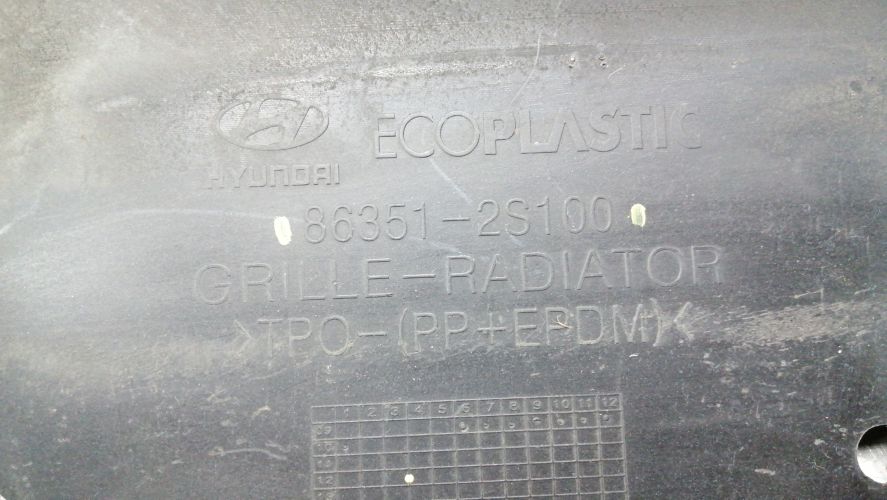 HYUNDAI ECOPLASTIC
86351-2S100
GRILLE-RADIATOR
>TPO-(PP+EPDM)<
1 2 3 4 5 6 7 8 9 10 11 12
12